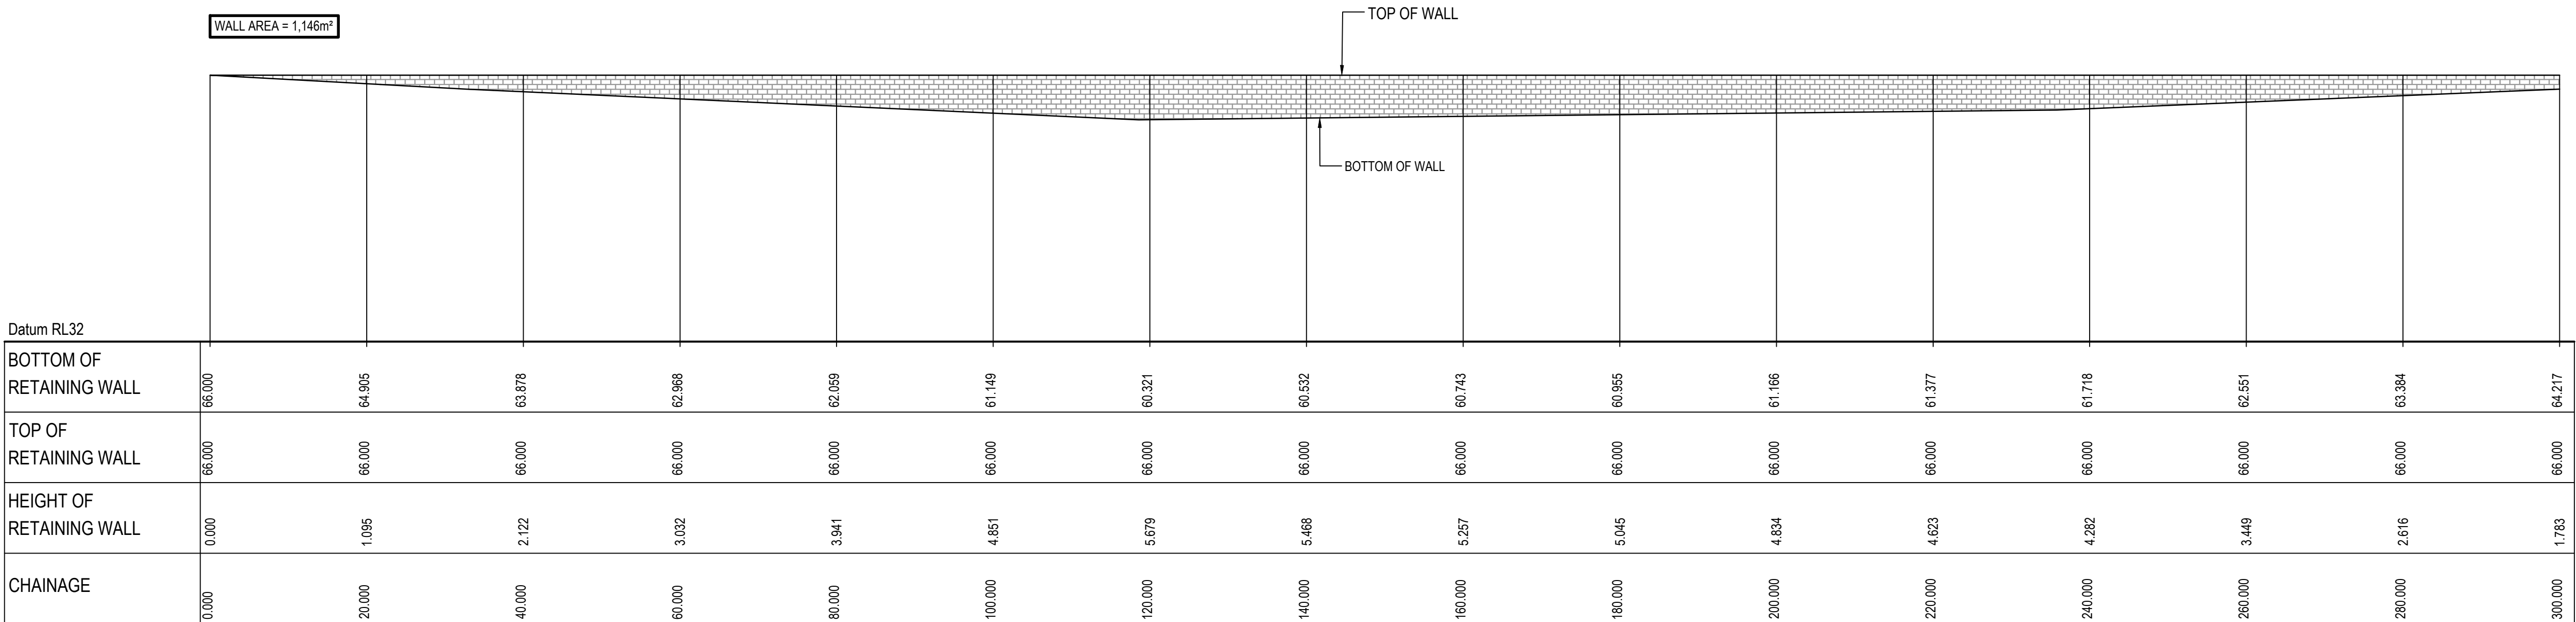 TOP OF WALL
WALL AREA = 1,146m²
BOTTOM OF WALL
Datum RL32
BOTTOM OF
RETAINING WALL
66.000 64.905 63.878 62.968 62.059 61.149 60.321 60.532 60.743 60.955 61.166 61.377 61.718 62.551 63.384 64.217
TOP OF
RETAINING WALL
66.000 66.000 66.000 66.000 66.000 66.000 66.000 66.000 66.000 66.000 66.000 66.000 66.000 66.000 66.000 66.000
HEIGHT OF
RETAINING WALL
0.000 1.095 2.122 3.032 3.941 4.851 5.679 5.468 5.257 5.045 4.834 4.623 4.282 3.449 2.616 1.783
CHAINAGE
0.000 20.000 40.000 60.000 80.000 100.000 120.000 140.000 160.000 180.000 200.000 220.000 240.000 260.000 280.000 300.000